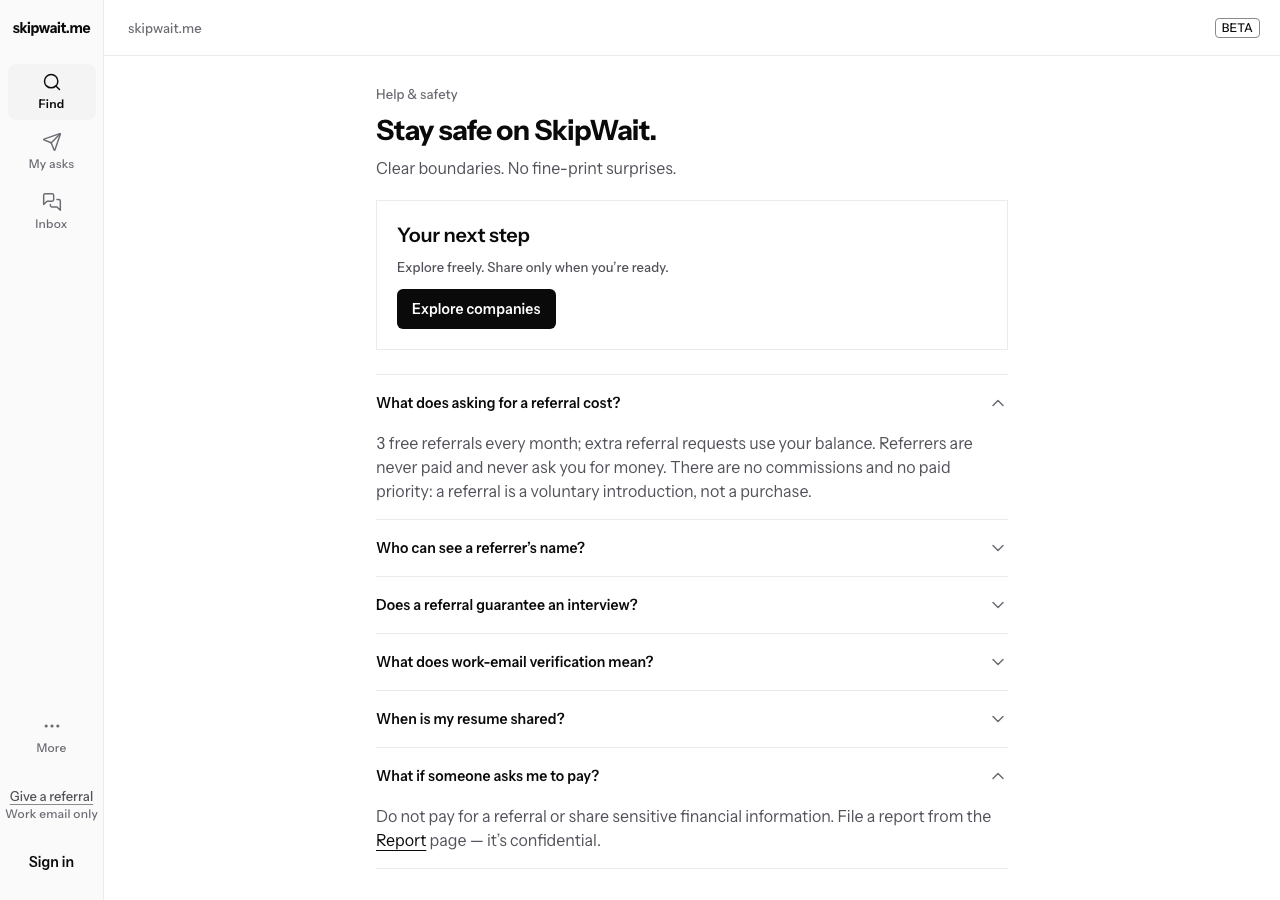 skipwait.me
Find
My asks
Inbox
More
Give a referral
Work email only
Sign in
skipwait.me
BETA
Help & safety
Stay safe on SkipWait.
Clear boundaries. No fine-print surprises.
Your next step
Explore freely. Share only when you’re ready.
Explore companies
What does asking for a referral cost?
3 free referrals every month; extra referral requests use your balance. Referrers are
never paid and never ask you for money. There are no commissions and no paid
priority: a referral is a voluntary introduction, not a purchase.
Who can see a referrer’s name?
Does a referral guarantee an interview?
What does work-email verification mean?
When is my resume shared?
What if someone asks me to pay?
Do not pay for a referral or share sensitive financial information. File a report from the
Report page — it’s confidential.